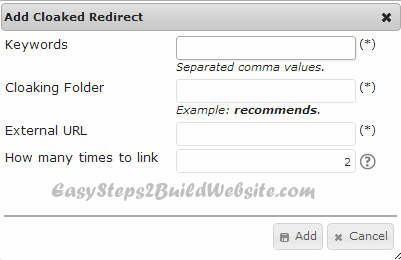 Add Cloaked Redirect
Keywords (*)
Separated comma values.
Cloaking Folder (*)
Example: recommends.
External URL (*)
How many times to link 2 ?
EasySteps2BuildWebsite.com
Add Cancel